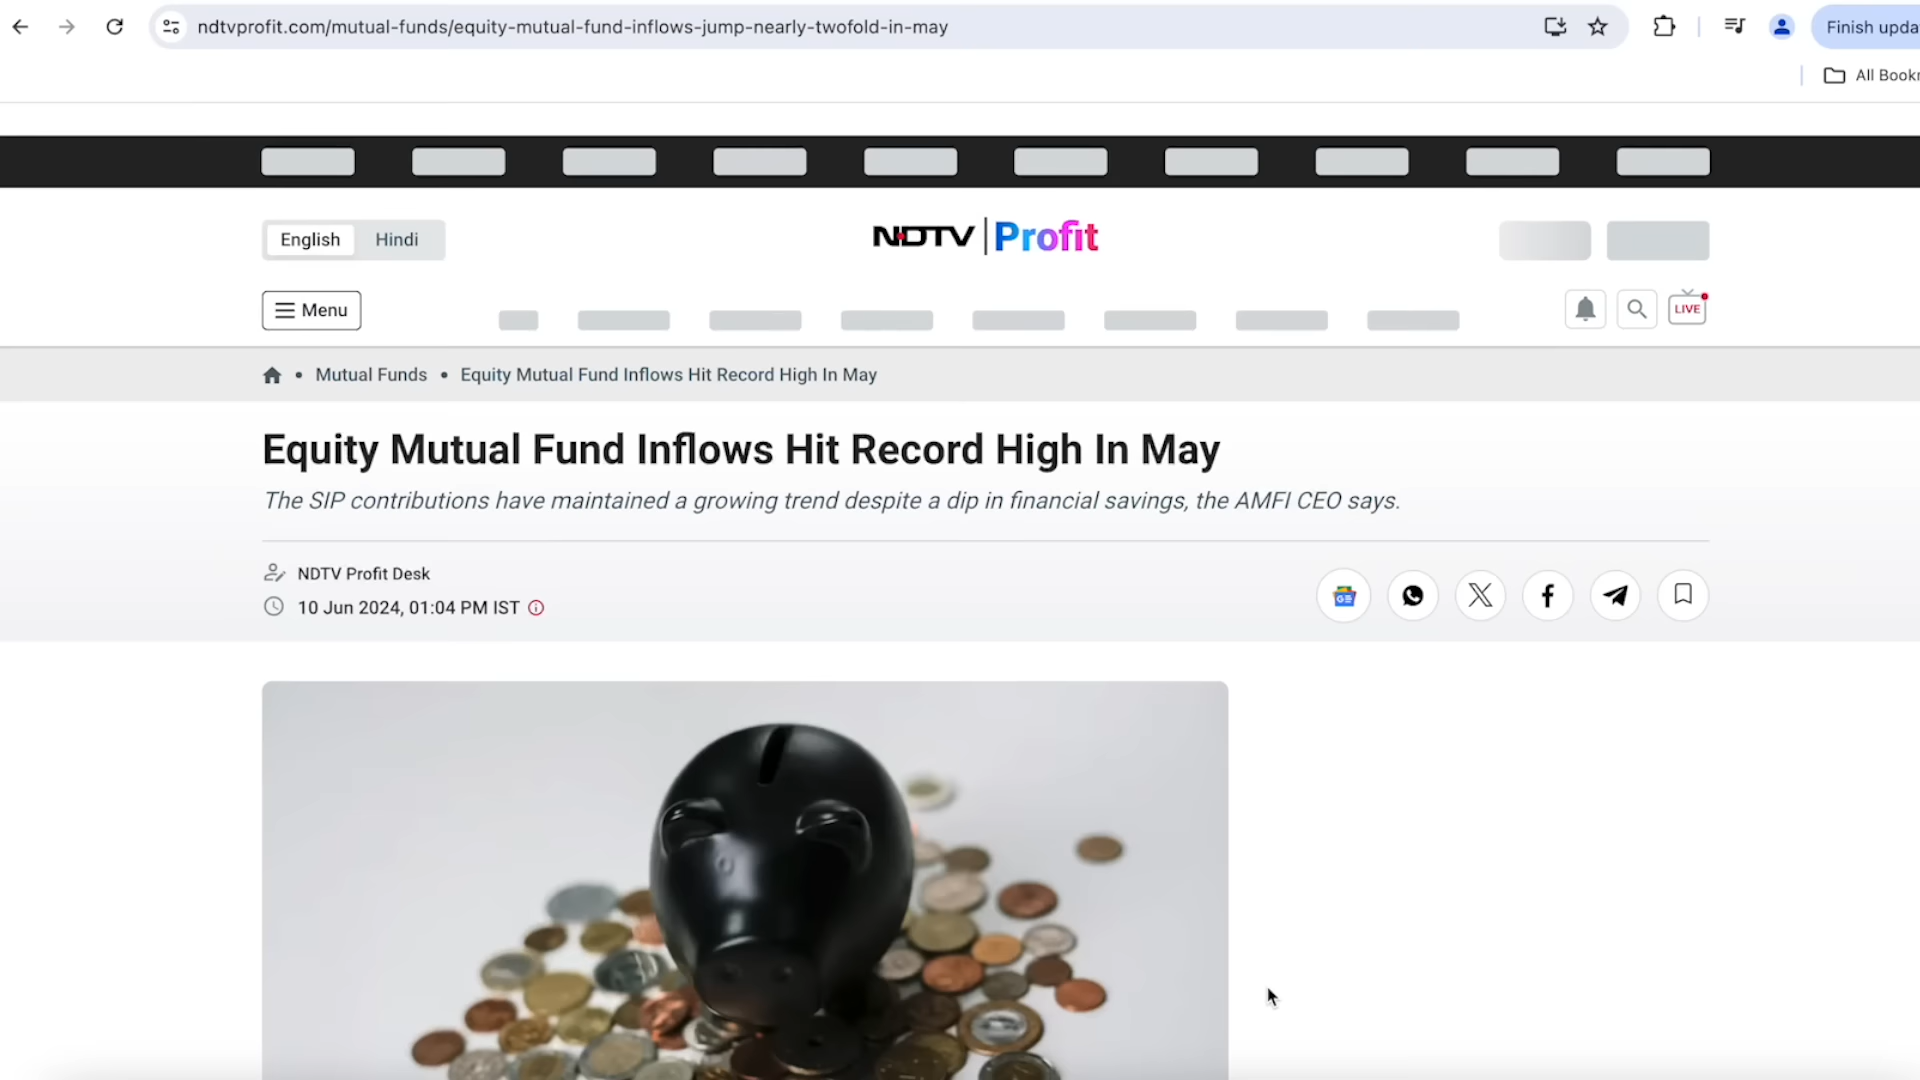 ndtvprofit.com/mutual-funds/equity-mutual-fund-inflows-jump-nearly-twofold-in-may
Finish upda
All Bookr
English Hindi
NDTV | Profit
Menu
LIVE
• Mutual Funds • Equity Mutual Fund Inflows Hit Record High In May
Equity Mutual Fund Inflows Hit Record High In May
The SIP contributions have maintained a growing trend despite a dip in financial savings, the AMFI CEO says.
NDTV Profit Desk
10 Jun 2024, 01:04 PM IST